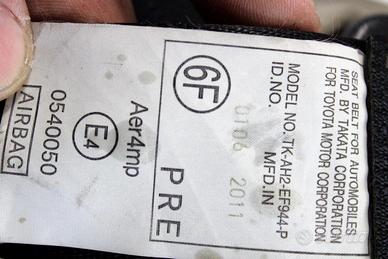 SEAT BELT FOR AUTOMOBILES
MFD. BY TAKATA CORPORATION
FOR TOYOTA MOTOR CORPORATION
MODEL NO. TK-AH2-EF944-P
ID.NO. MFD.IN
0106 2011
6F
PRE
Aer4mp
E4
0540050
AIRBAG